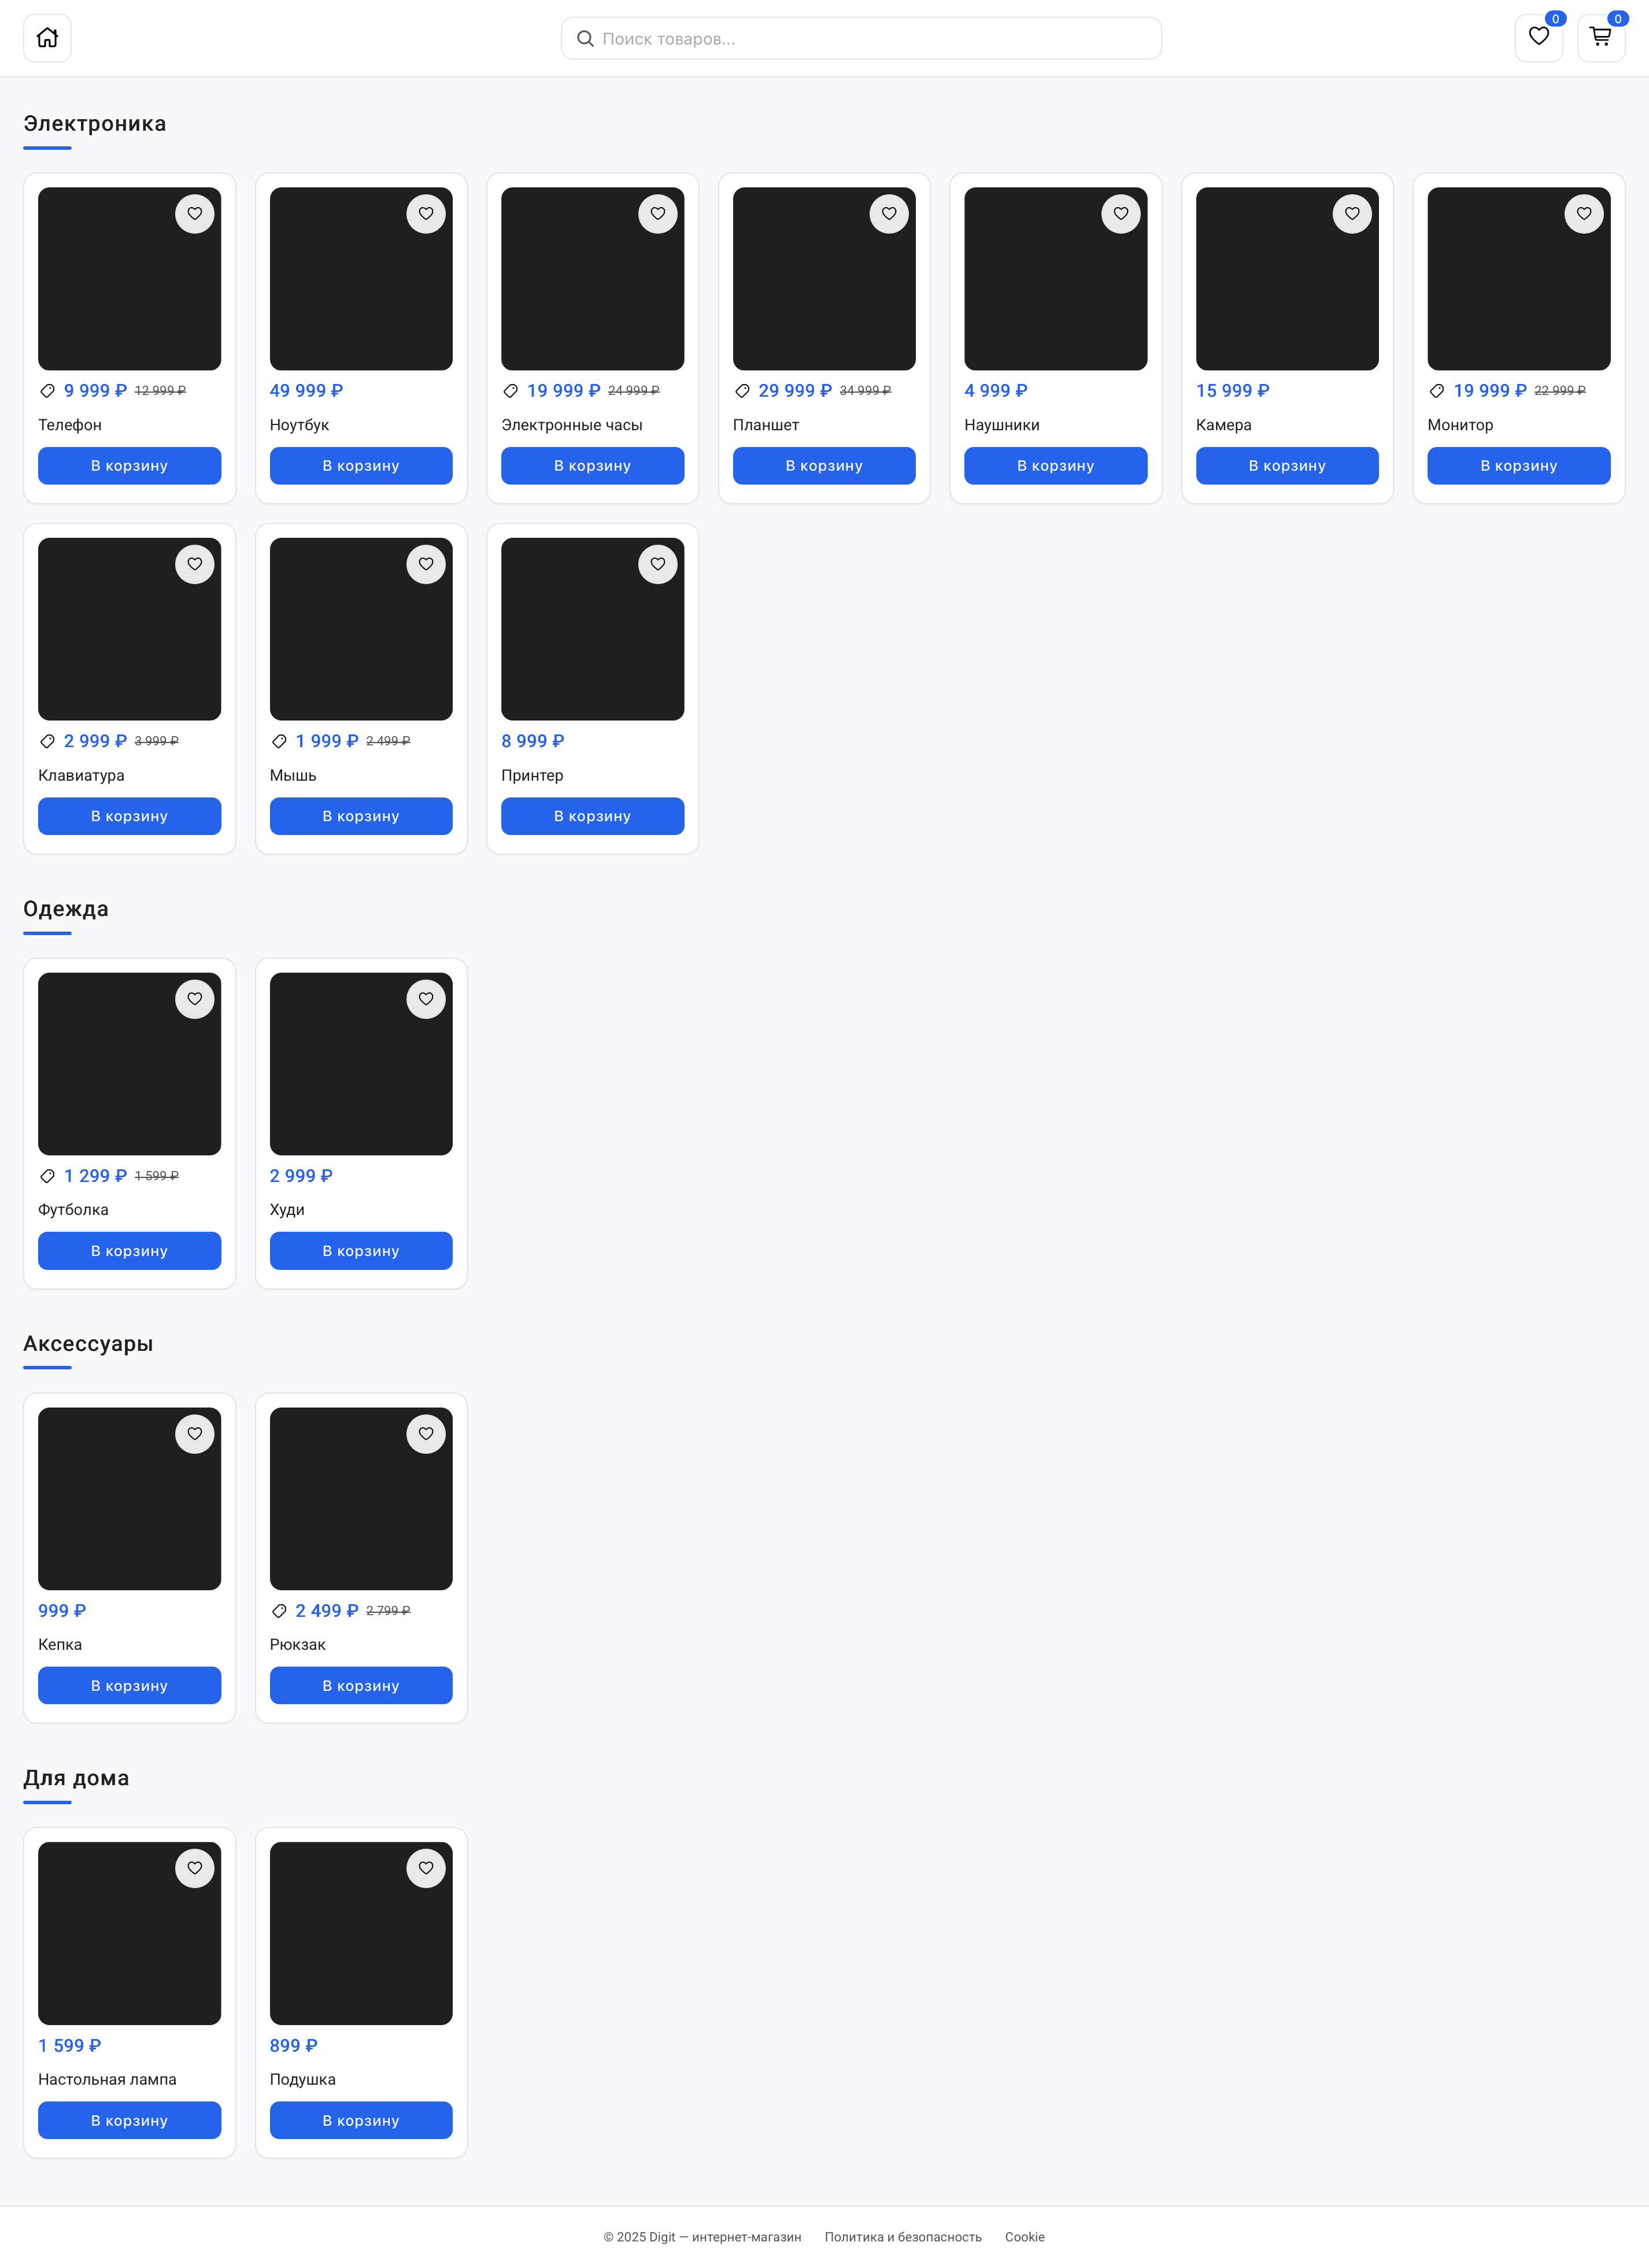 Поиск товаров...
0
0
Электроника
9 999 ₽ 12 999 ₽
Телефон
В корзину
49 999 ₽
Ноутбук
В корзину
19 999 ₽ 24 999 ₽
Электронные часы
В корзину
29 999 ₽ 34 999 ₽
Планшет
В корзину
4 999 ₽
Наушники
В корзину
15 999 ₽
Камера
В корзину
19 999 ₽ 22 999 ₽
Монитор
В корзину
2 999 ₽ 3 999 ₽
Клавиатура
В корзину
1 999 ₽ 2 499 ₽
Мышь
В корзину
8 999 ₽
Принтер
В корзину
Одежда
1 299 ₽ 1 599 ₽
Футболка
В корзину
2 999 ₽
Худи
В корзину
Аксессуары
999 ₽
Кепка
В корзину
2 499 ₽ 2 799 ₽
Рюкзак
В корзину
Для дома
1 599 ₽
Настольная лампа
В корзину
899 ₽
Подушка
В корзину
© 2025 Digit — интернет-магазин Политика и безопасность Cookie